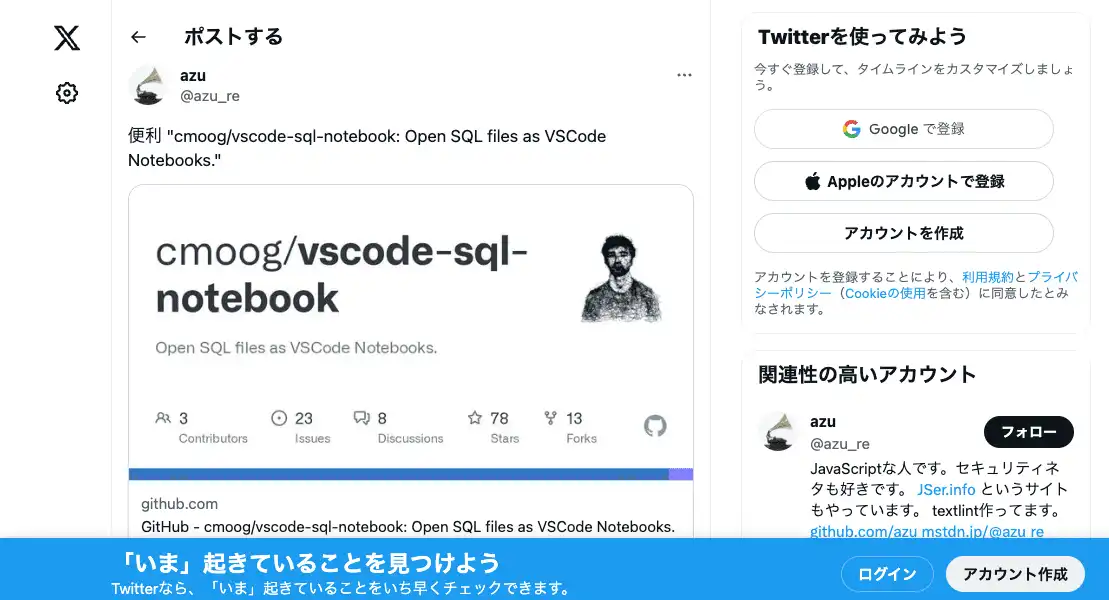 ポストする
azu
@azu_re
便利 "cmoog/vscode-sql-notebook: Open SQL files as VSCode
Notebooks."
cmoog/vscode-sql-
notebook
Open SQL files as VSCode Notebooks.
3
Contributors
23
Issues
8
Discussions
78
Stars
13
Forks
github.com
GitHub - cmoog/vscode-sql-notebook: Open SQL files as VSCode Notebooks.
Twitterを使ってみよう
今すぐ登録して、タイムラインをカスタマイズしましょ
う。
Google で登録
Appleのアカウントで登録
アカウントを作成
アカウントを登録することにより、利用規約とプライバ
シーポリシー（Cookieの使用を含む）に同意したとみ
なされます。
関連性の高いアカウント
azu
@azu_re
フォロー
JavaScriptな人です。セキュリティネ
タも好きです。 JSer.info というサイト
もやっています。 textlint作ってます。
github.com/azu mstdn.jp/@azu_re
「いま」起きていることを見つけよう
Twitterなら、「いま」起きていることをいち早くチェックできます。
ログイン
アカウント作成